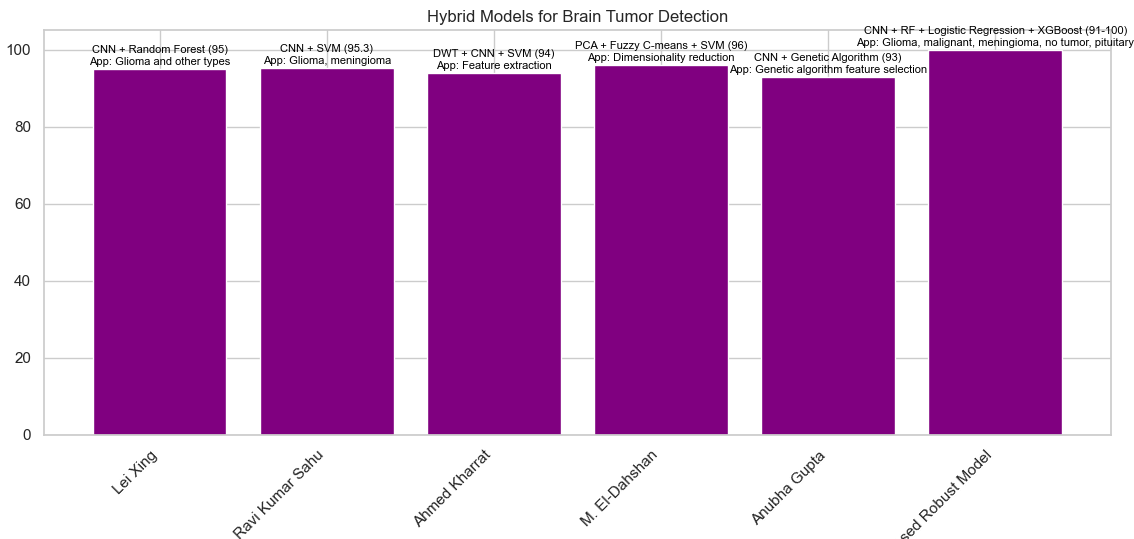 Hybrid Models for Brain Tumor Detection
CNN + Random Forest (95)
App: Glioma and other types
CNN + SVM (95.3)
App: Glioma, meningioma
DWT + CNN + SVM (94)
App: Feature extraction
PCA + Fuzzy C-means + SVM (96)
App: Dimensionality reduction
CNN + Genetic Algorithm (93)
App: Genetic algorithm feature selection
CNN + RF + Logistic Regression + XGBoost (91-100)
App: Glioma, malignant, meningioma, no tumor, pituitary
100
80
60
40
20
0
Lei Xing
Ravi Kumar Sahu
Ahmed Kharrat
M. El-Dahshan
Anubha Gupta
sed Robust Model